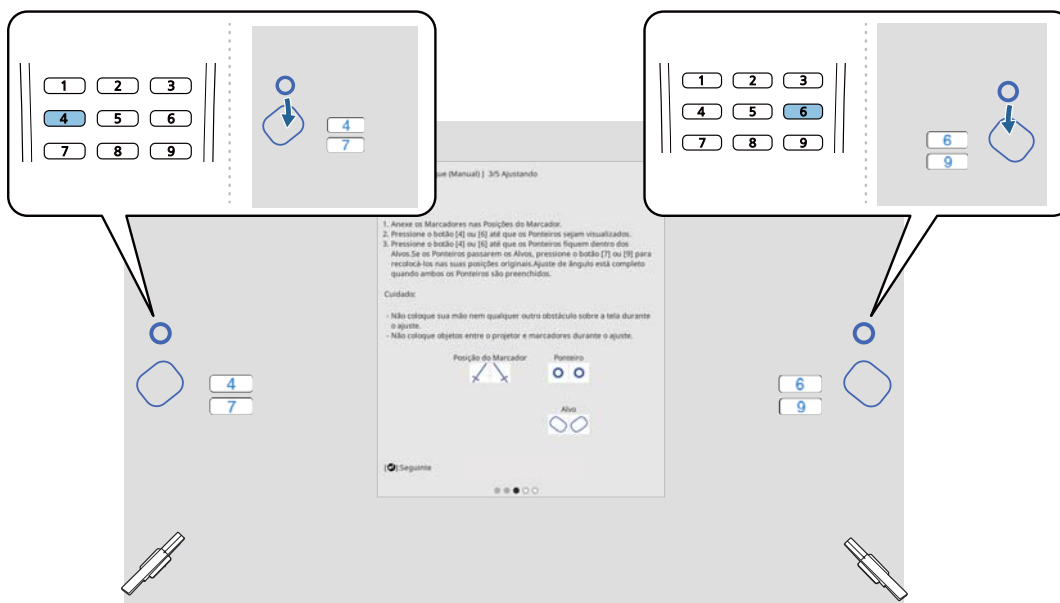 1 2 3
4 5 6
7 8 9
4
7
1 2 3
4 5 6
7 8 9
6
9
(Manual) ] 3/5 Ajustando
1. Anexe os Marcadores nas Posições do Marcador.
2. Pressione o botão [4] ou [6] até que os Ponteiros sejam visualizados.
3. Pressione o botão [4] ou [6] até que os Ponteiros fiquem dentro dos
Alvos.Se os Ponteiros passarem os Alvos, pressione o botão [7] ou [9] para
recolocá-los nas suas posições originais.Ajuste de ângulo está completo
quando ambos os Ponteiros são preenchidos.
Cuidado:
- Não coloque sua mão nem qualquer outro obstáculo sobre a tela durante
o ajuste.
- Não coloque objetos entre o projetor e marcadores durante o ajuste.
Posição do Marcador Ponteiro
4
7
6
9
Alvo
[ ]:Seguinte